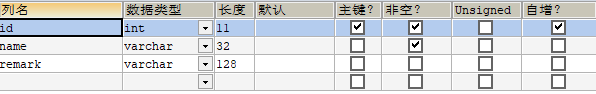 列名 数据类型 长度 默认 主键? 非空? Unsigned 自增?
id int 11
name varchar 32
remark varchar 128